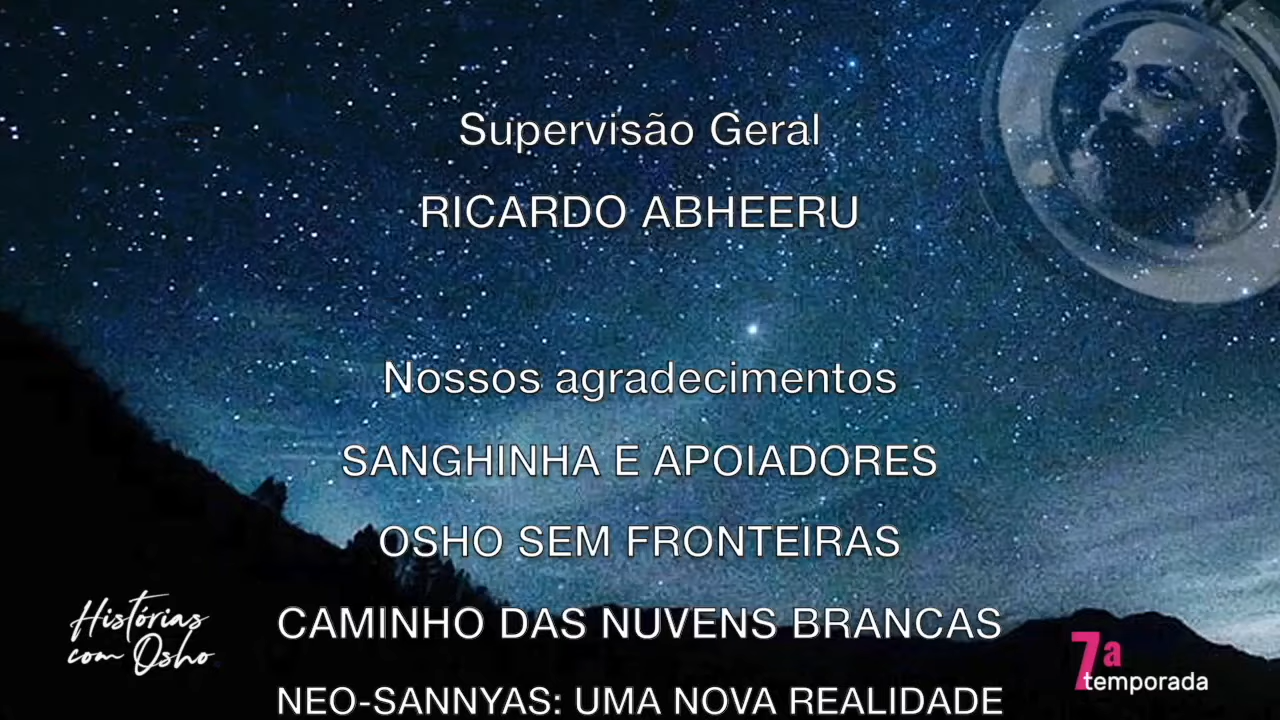 Supervisão Geral
RICARDO ABHEERU
Nossos agradecimentos
SANGHINHA E APOIADORES
OSHO SEM FRONTEIRAS
CAMINHO DAS NUVENS BRANCAS
NEO-SANNYAS: UMA NOVA REALIDADE
Histórias
com Osho
7a
temporada